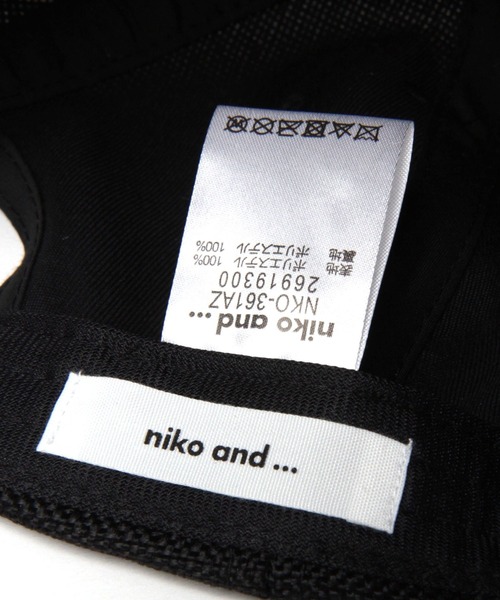 niko and ...
NKO-361AZ
26919300
表地 ポリエステル 100%
裏地 ポリエステル 100%
niko and ...